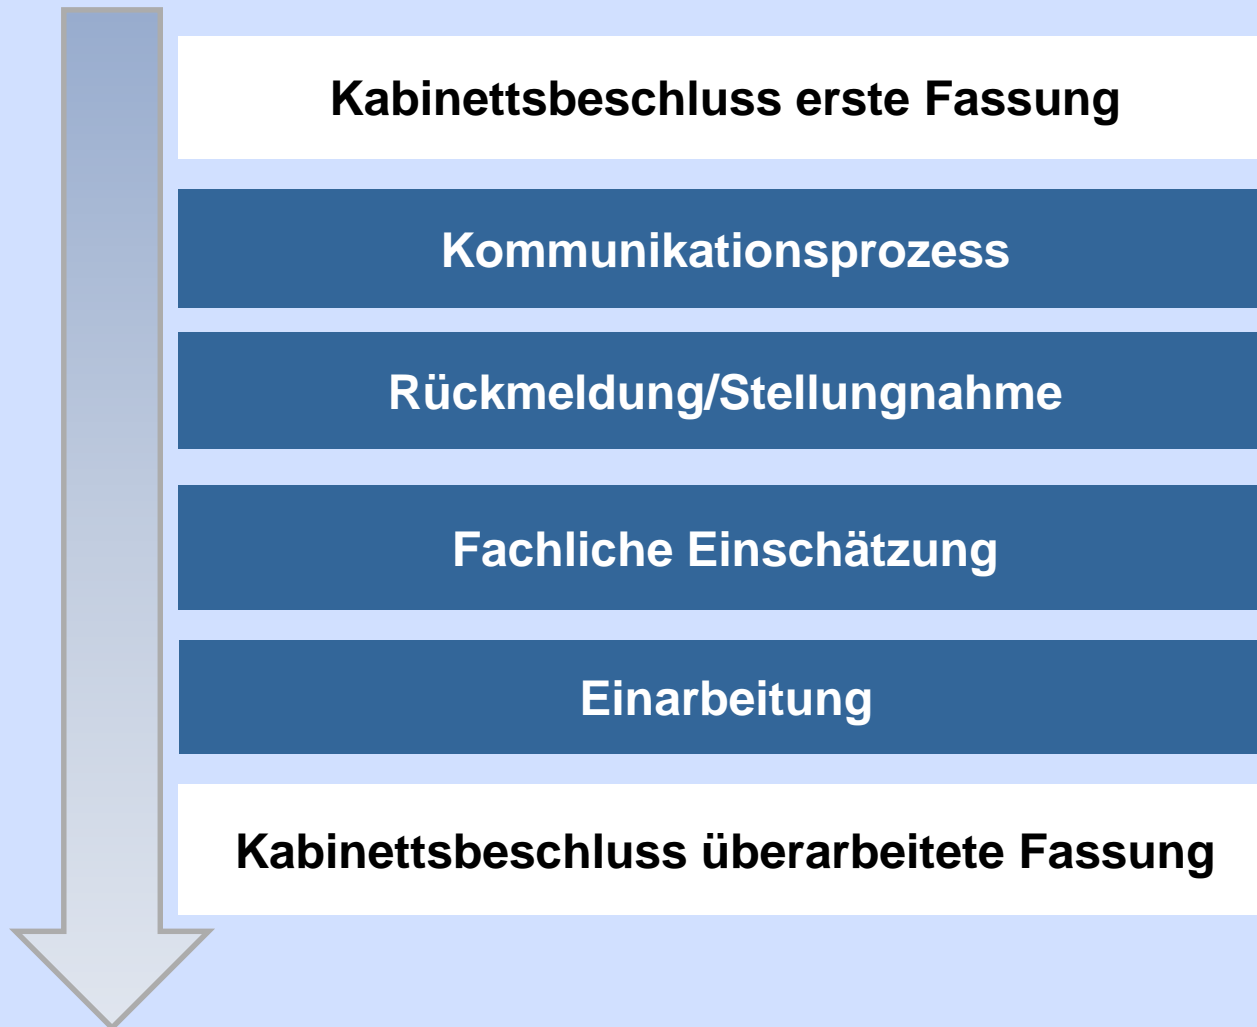 Kabinettsbeschluss erste Fassung
Kommunikationsprozess
Rückmeldung/Stellungnahme
Fachliche Einschätzung
Einarbeitung
Kabinettsbeschluss überarbeitete Fassung